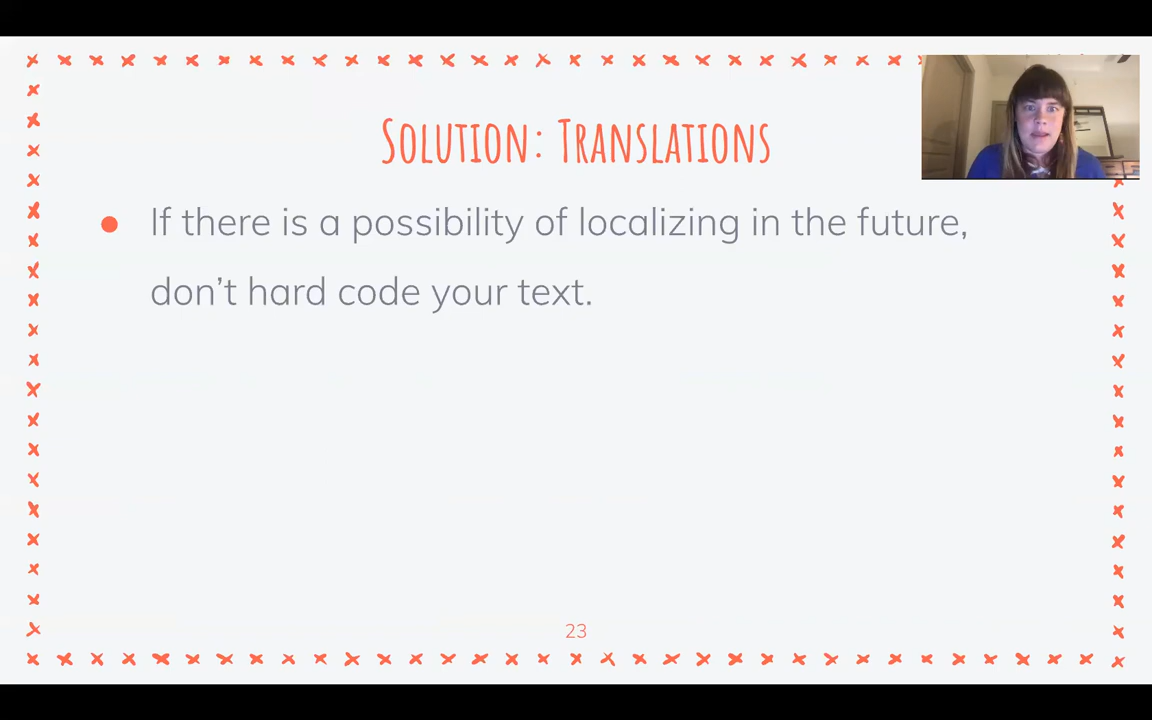 Solution: Translations
● If there is a possibility of localizing in the future,
don’t hard code your text.
23